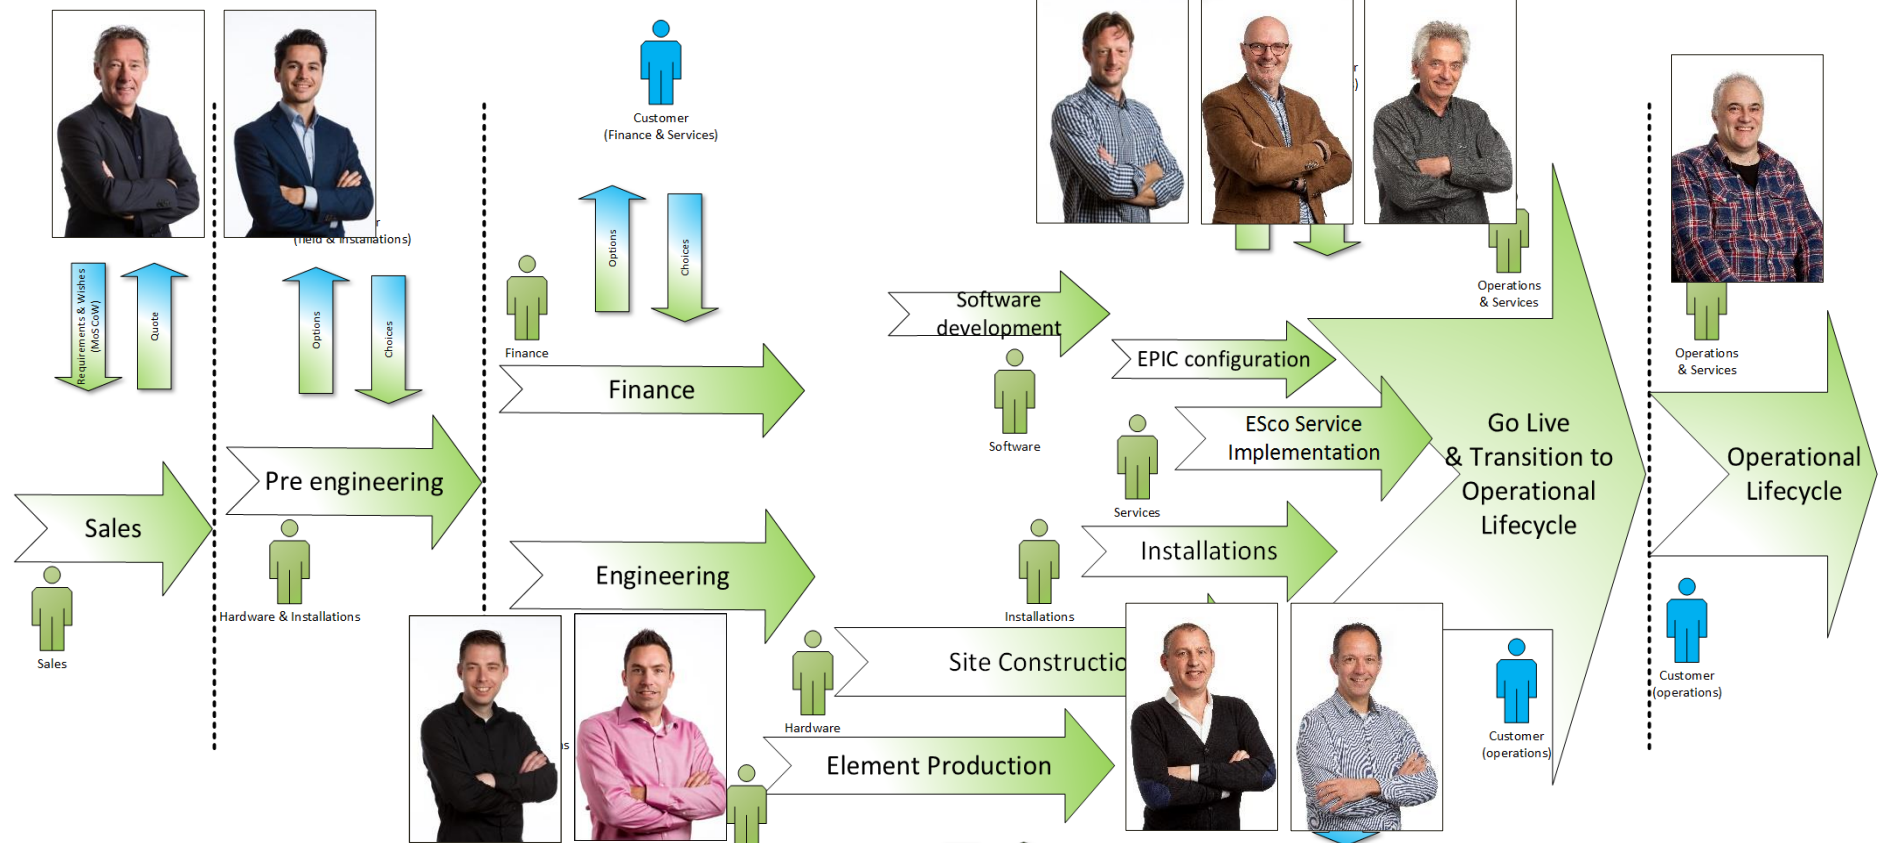 Customer
(Finance & Services)
(field & Installations)
Requirements & Wishes
(MoSCoW)
Quote
Options
Choices
Options
Choices
Finance
Finance
Software
development
Software
EPIC configuration
ESco Service
Implementation
Services
Operations
& Services
Go Live
& Transition to
Operational
Lifecycle
Operations
& Services
Operational
Lifecycle
Sales
Sales
Pre engineering
Hardware & Installations
Engineering
Installations
Installations
Site Constructio
Hardware
Element Production
Customer
(operations)
Customer
(operations)